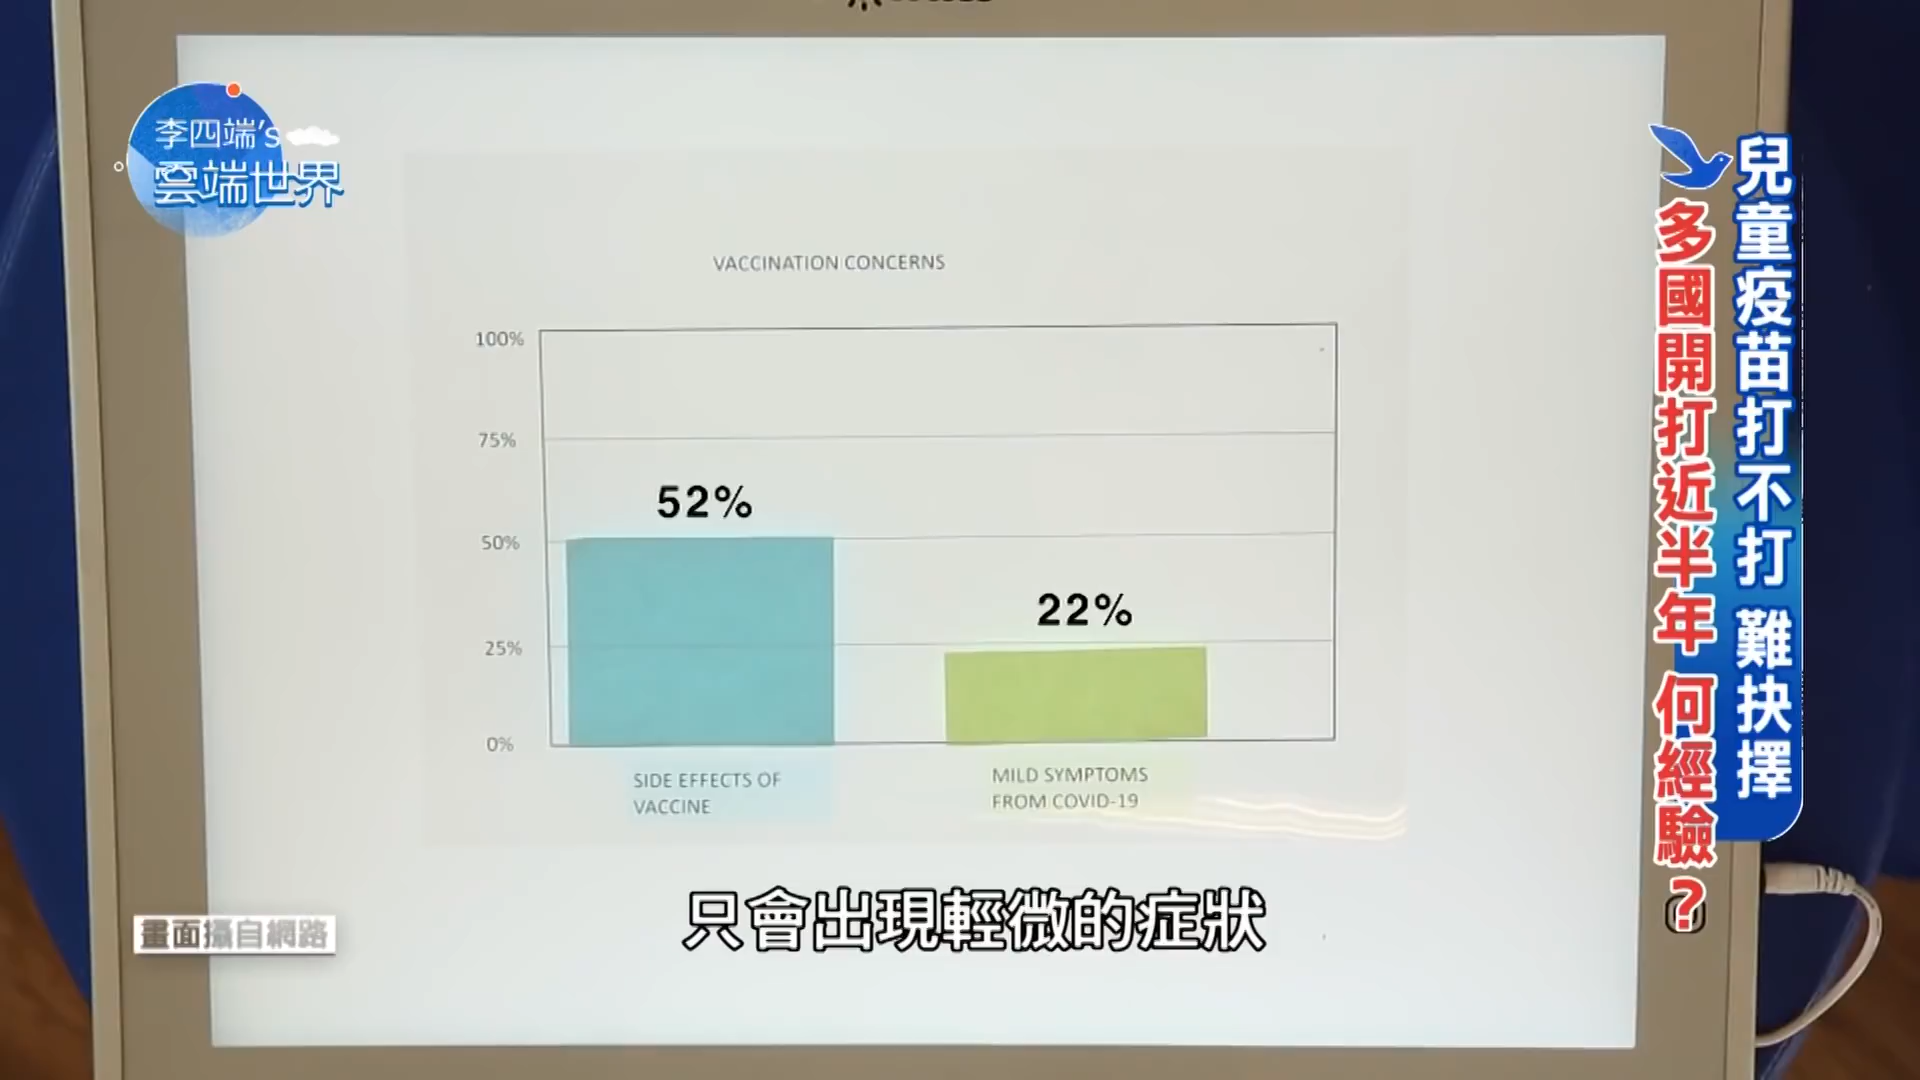 李四端's
雲端世界
兒童疫苗打不打 難抉擇
多國開打近半年 何經驗?
VACCINATION CONCERNS
100%
75%
52%
50%
22%
25%
0%
SIDE EFFECTS OF
VACCINE
MILD SYMPTOMS
FROM COVID-19
只會出現輕微的症狀
畫面攝自網路